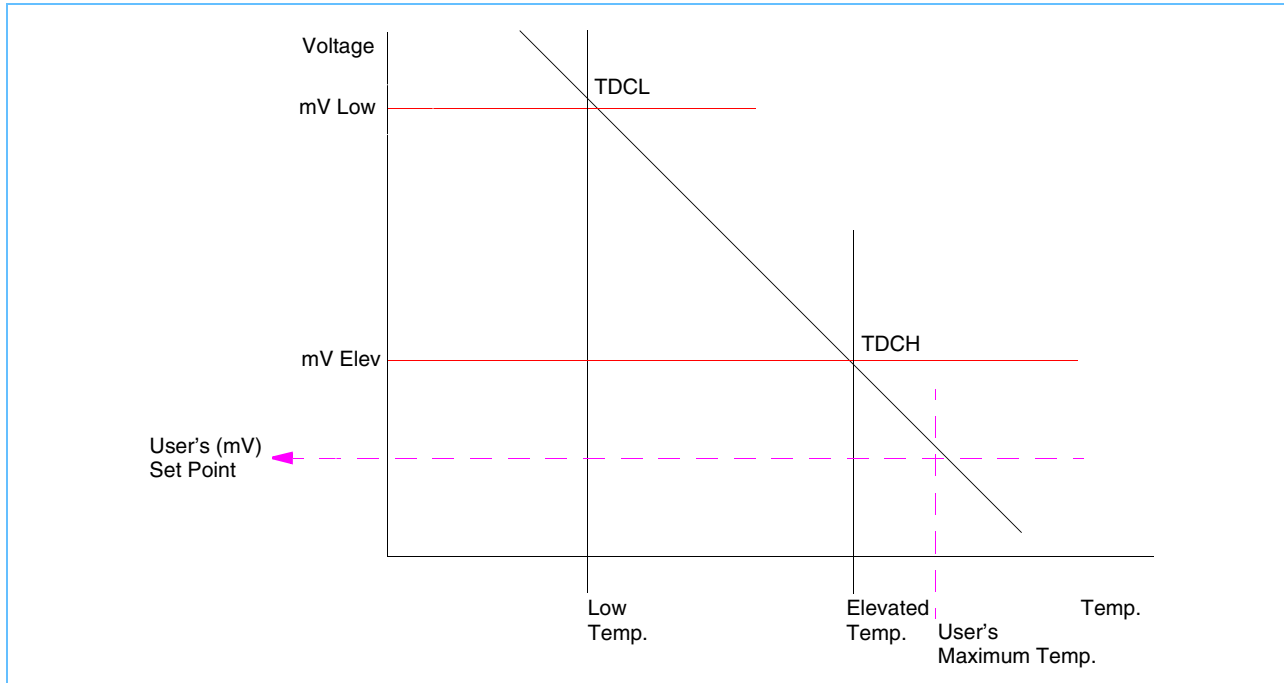 Voltage
TDCL
mV Low
TDCH
mV Elev
User's (mV)
Set Point
Low
Temp.
Elevated
Temp.
User's
Maximum Temp.
Temp.